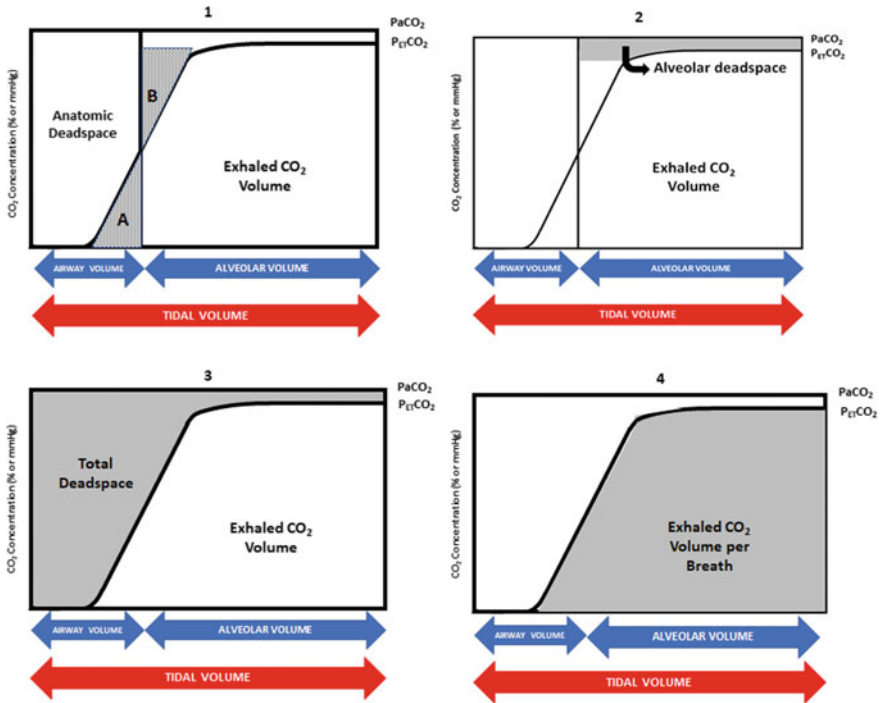 1
PaCO₂
PETCO₂
CO₂ Concentration (% or mmHg)
Anatomic
Deadspace
B
A
Exhaled CO₂
Volume
AIRWAY VOLUME
ALVEOLAR VOLUME
TIDAL VOLUME
2
PaCO₂
PETCO₂
CO₂ Concentration (% or mmHg)
Alveolar deadspace
Exhaled CO₂
Volume
AIRWAY VOLUME
ALVEOLAR VOLUME
TIDAL VOLUME
3
PaCO₂
PETCO₂
CO₂ Concentration (% or mmHg)
Total
Deadspace
Exhaled CO₂
Volume
AIRWAY VOLUME
ALVEOLAR VOLUME
TIDAL VOLUME
4
PaCO₂
PETCO₂
CO₂ Concentration (% or mmHg)
Exhaled CO₂
Volume per
Breath
AIRWAY VOLUME
ALVEOLAR VOLUME
TIDAL VOLUME